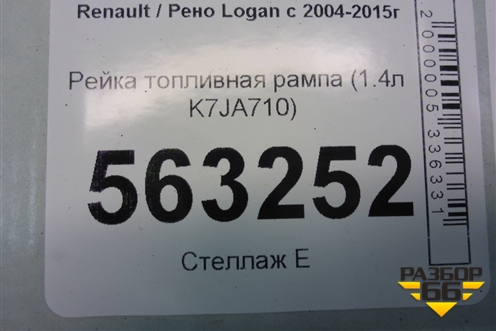 Renault / Рено Logan с 2004-2015г
Рейка топливная рампа (1.4л
K7JA710)
563252
Стеллаж Е
2000005336331
РАЗБОР
66